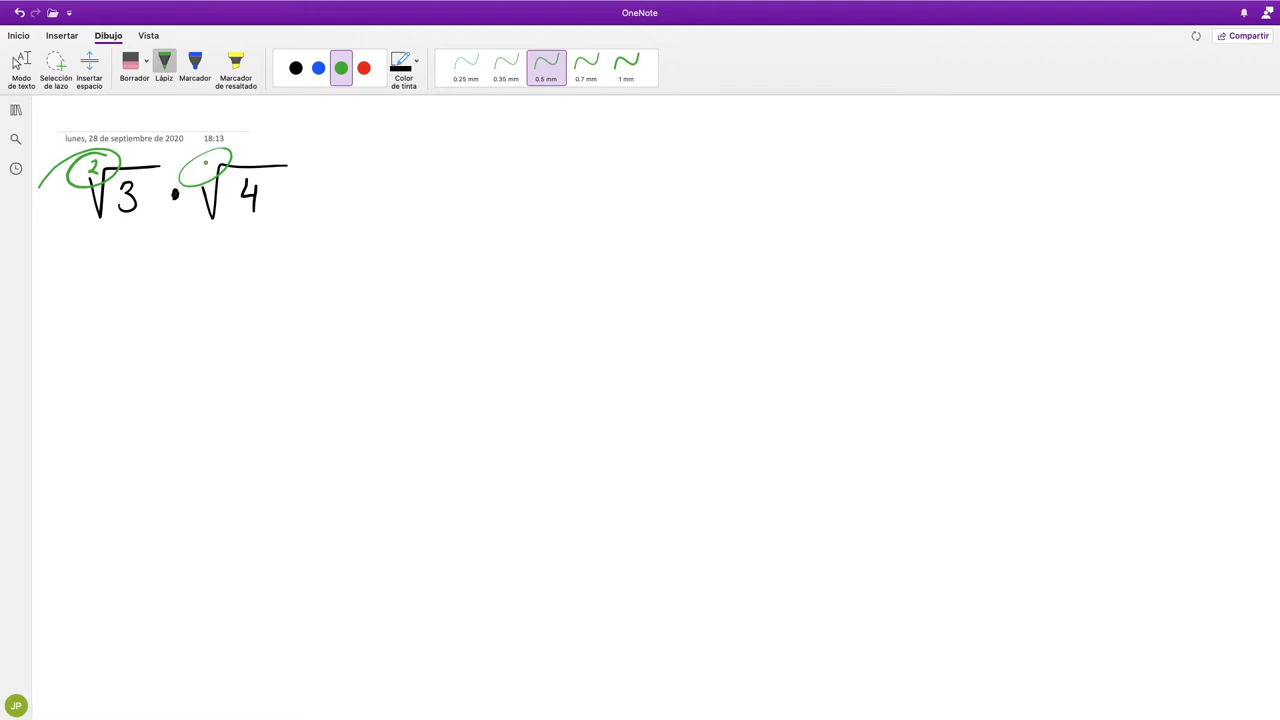 OneNote
Inicio Insertar Dibujo Vista
Compartir
Modo de texto
Selección de lazo
Insertar espacio
Borrador
Lápiz
Marcador
Marcador de resaltado
Color de tinta
0.25 mm
0.35 mm
0.5 mm
0.7 mm
1 mm
lunes, 28 de septiembre de 2020 18:13
2√3 • √4
JP